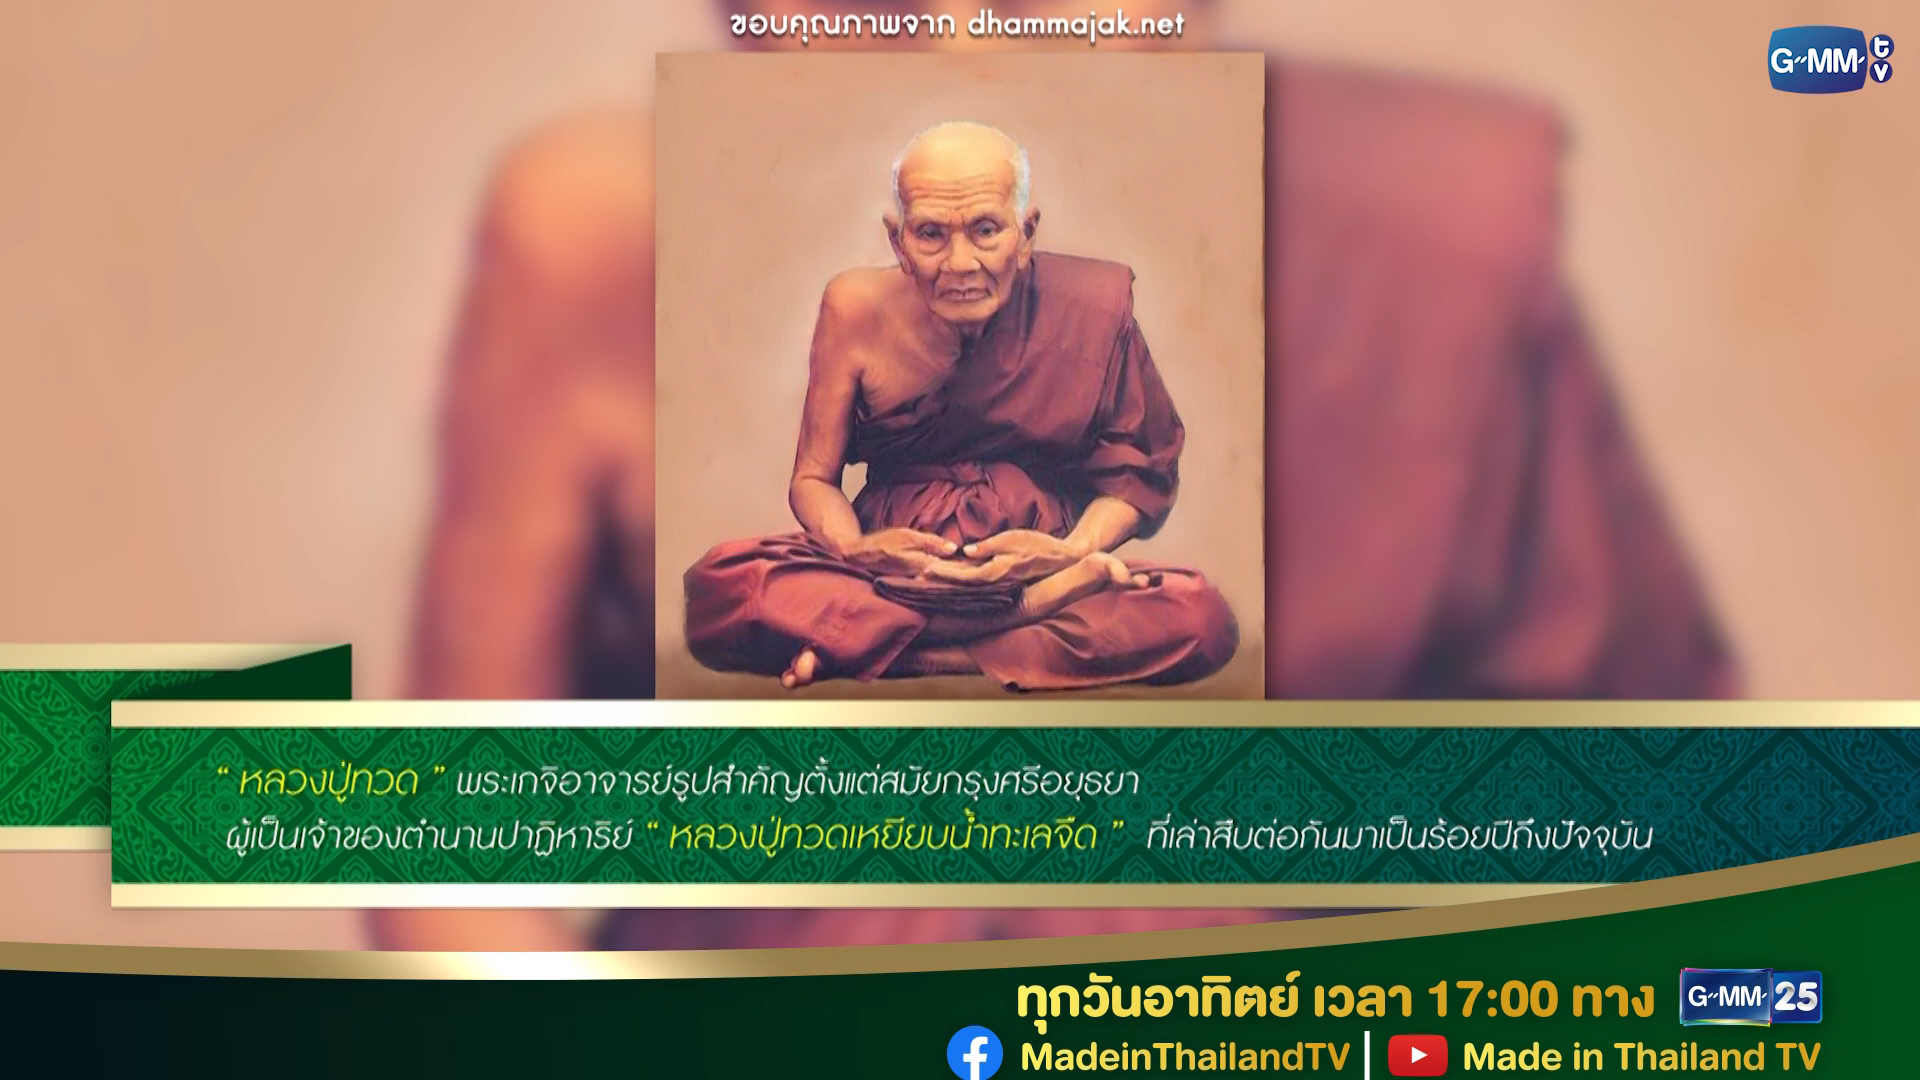 ขอบคุณภาพจาก dhammajak.net
GMM tv
“ หลวงปู่ทวด ” พระเกจิอาจารย์รูปสำคัญตั้งแต่สมัยกรุงศรีอยุธยา
ผู้เป็นเจ้าของตำนานปาฏิหาริย์ “ หลวงปู่ทวดเหยียบน้ำทะเลจืด ” ที่เล่าสืบต่อกันมาเป็นร้อยปีถึงปัจจุบัน
ทุกวันอาทิตย์ เวลา 17:00 ทาง GMM 25
MadeinThailandTV | Made in Thailand TV